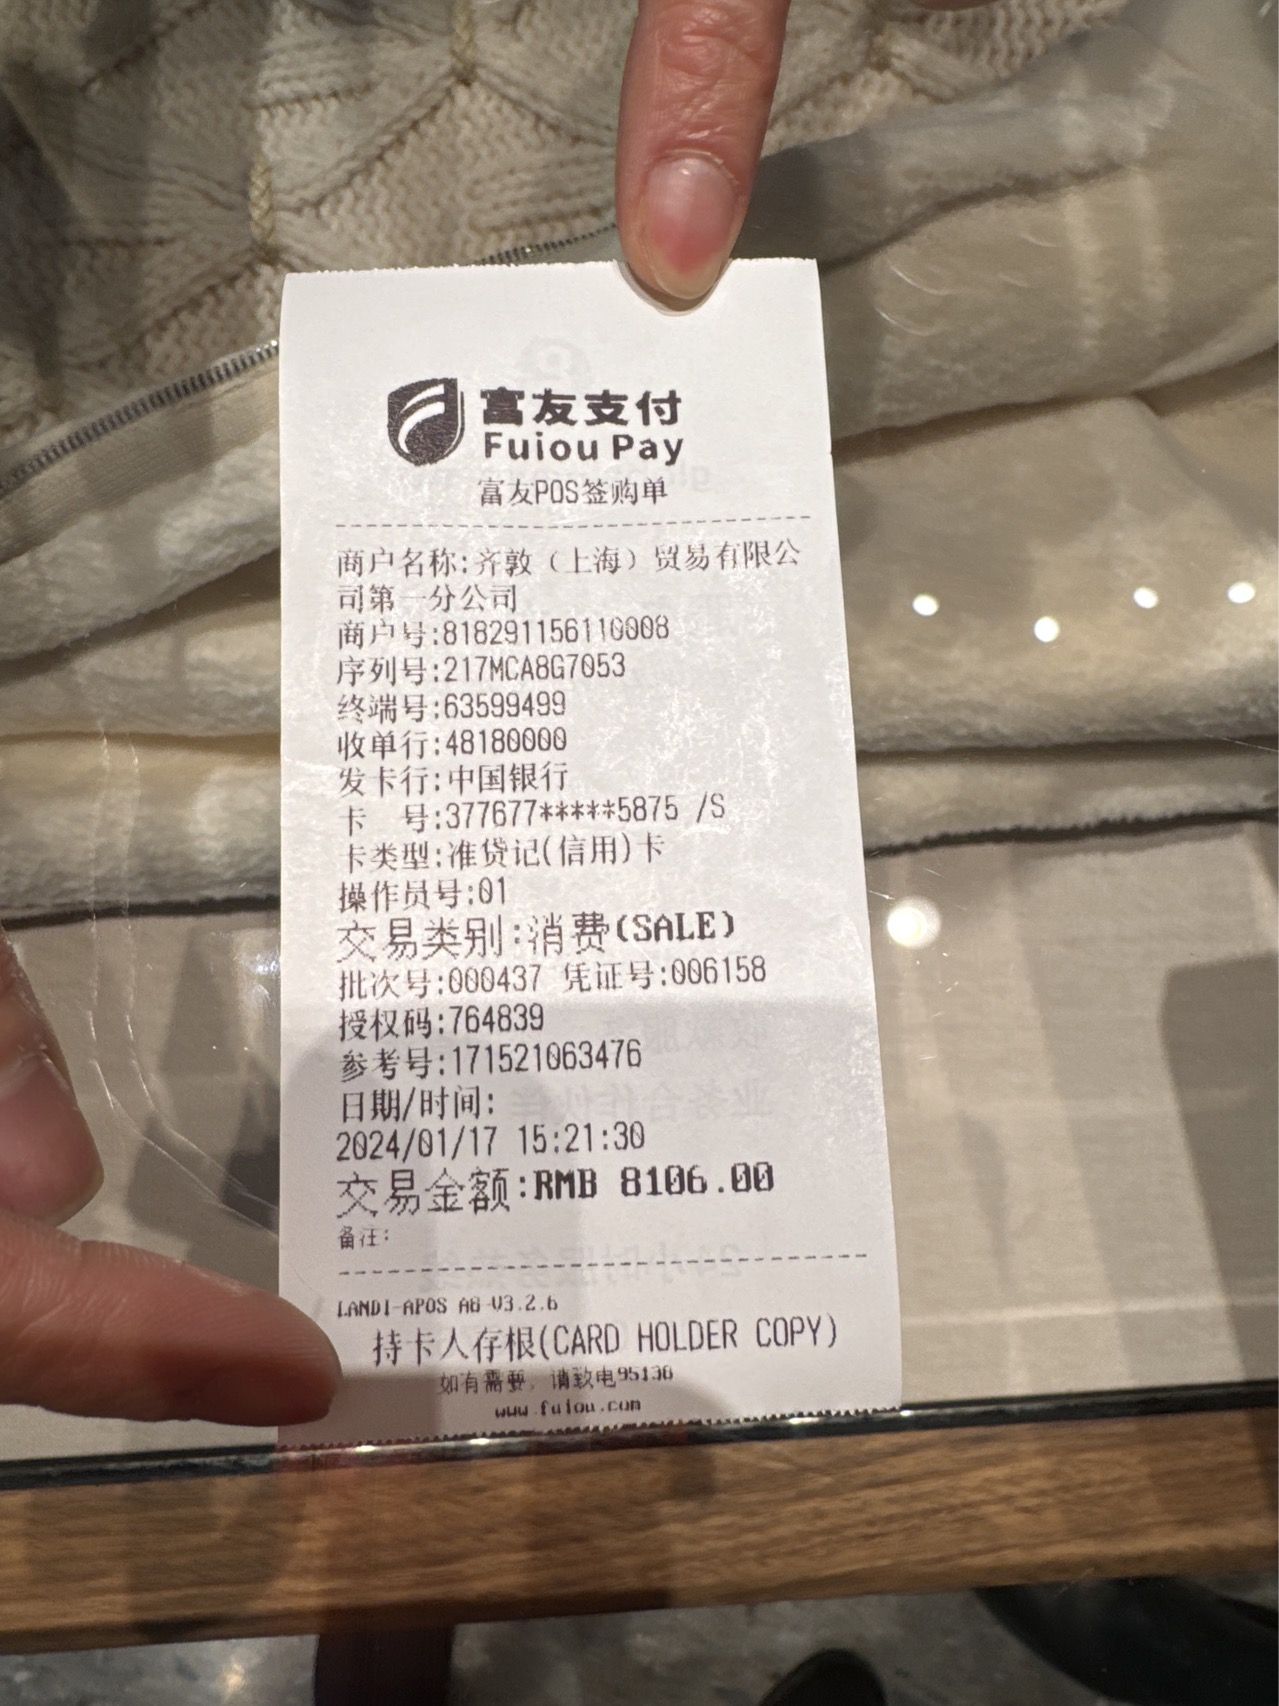 富友支付
Fuiou Pay
富友POS签购单
商户名称:齐敦（上海）贸易有限公
司第一分公司
商户号:818291156110008
序列号:217MCA8G7053
终端号:63599499
收单行:48180000
发卡行:中国银行
卡 号:377677*****5875 /S
卡类型:准贷记(信用)卡
操作员号:01
交易类别:消费(SALE)
批次号:000437 凭证号:006158
授权码:764839
参考号:171521063476
日期/时间:
2024/01/17 15:21:30
交易金额:RMB 8106.00
备注:
LANDI-APOS A8-V3.2.6
持卡人存根(CARD HOLDER COPY)
如有需要，请致电95138
www.fuiou.com